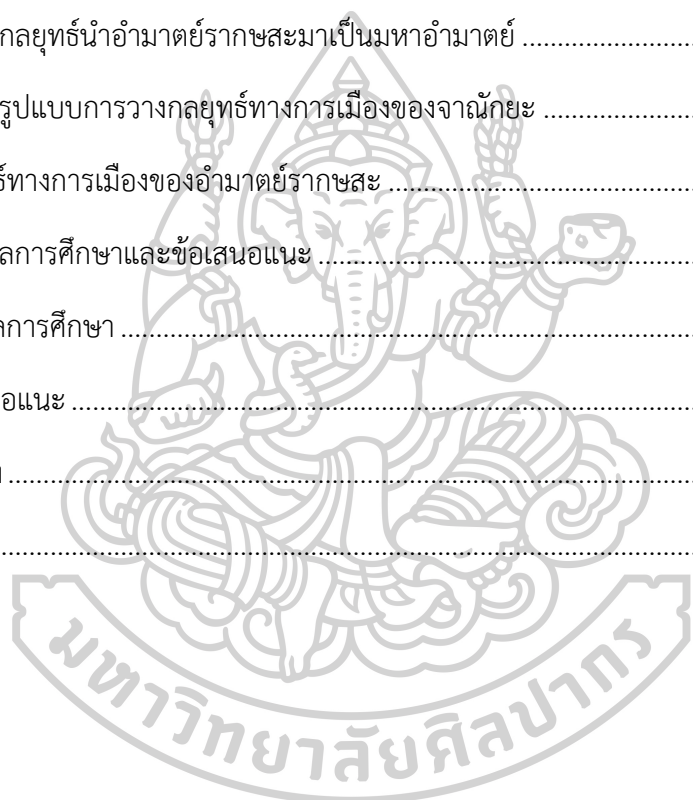 กลยุทธ์นำอำมาตย์รากษสะมาเป็นมหาอำมาตย์ ........................
รูปแบบการวางกลยุทธ์ทางการเมืองของจาณักยะ ........................
ธ์ทางการเมืองของอำมาตย์รากษสะ ........................
ลการศึกษาและข้อเสนอแนะ ........................
ลการศึกษา ........................
อแนะ ........................
........................
........................
มหาวิทยาลัยศิลปากร